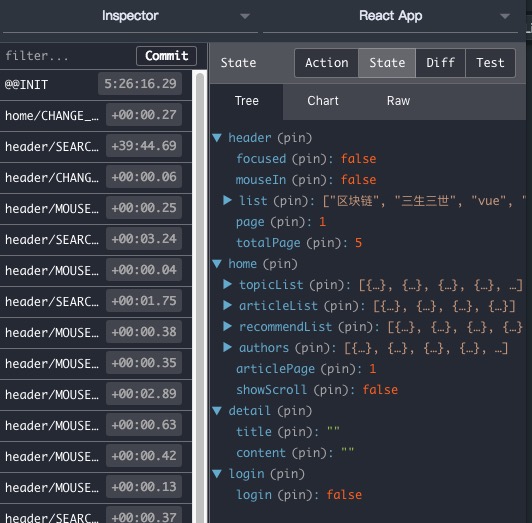 Inspector
React App
filter...
Commit
@@INIT
5:26:16.29
home/CHANGE_…
+00:00.27
header/SEARC…
+39:44.69
header/CHANG…
+00:00.06
header/MOUSE…
+00:00.25
header/SEARC…
+00:03.24
header/MOUSE…
+00:00.04
header/SEARC…
+00:01.75
header/MOUSE…
+00:00.38
header/MOUSE…
+00:00.35
header/MOUSE…
+00:02.89
header/MOUSE…
+00:00.63
header/MOUSE…
+00:00.42
header/MOUSE…
+00:00.13
header/SEARC…
+00:00.37
State
Action
State
Diff
Test
Tree
Chart
Raw
header (pin)
focused (pin): false
mouseIn (pin): false
list (pin): ["区块链", "三生三世", "vue", "
page (pin): 1
totalPage (pin): 5
home (pin)
topicList (pin): [{…}, {…}, {…}, {…}, …]
articleList (pin): [{…}, {…}, {…}, {…}]
recommendList (pin): [{…}, {…}, {…}, {…}
authors (pin): [{…}, {…}, {…}, {…}, …]
articlePage (pin): 1
showScroll (pin): false
detail (pin)
title (pin): ""
content (pin): ""
login (pin)
login (pin): false